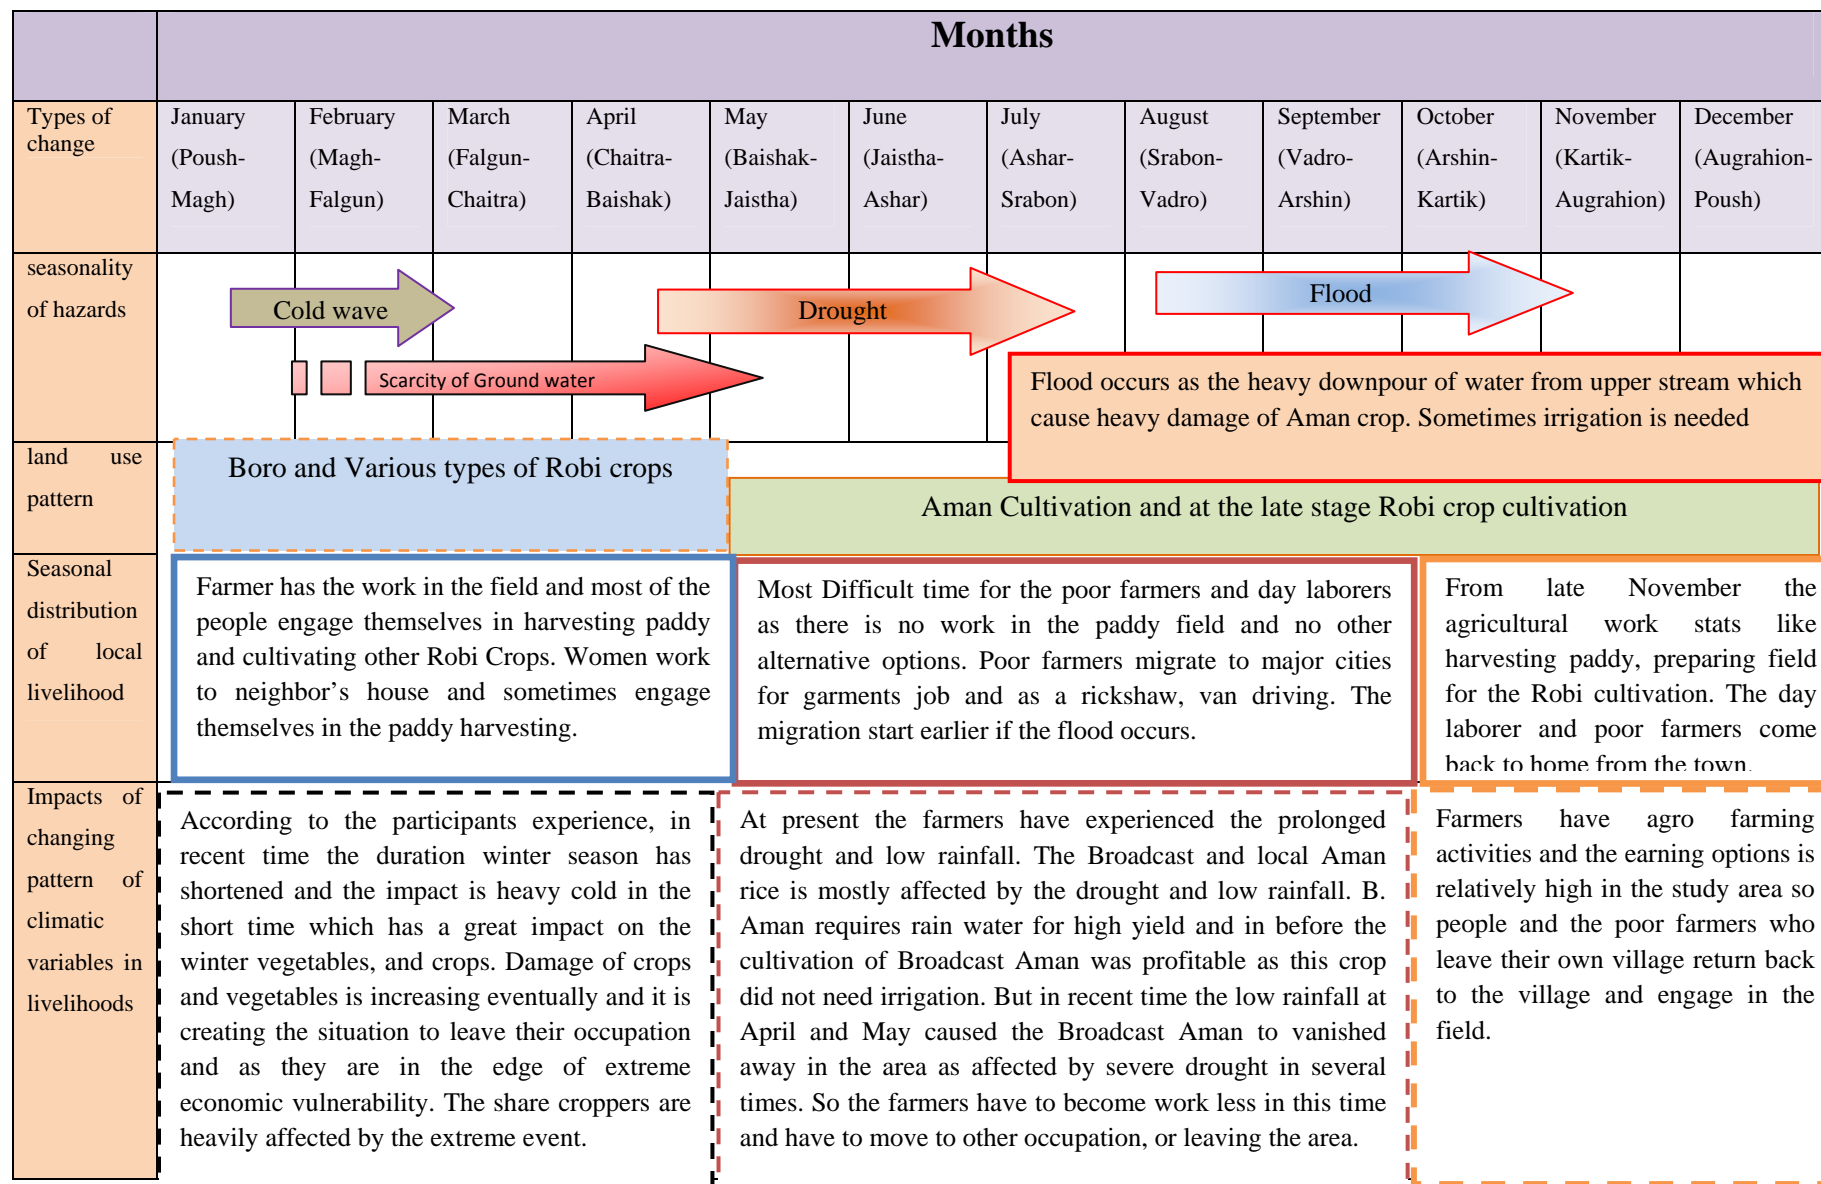 Months
Types of
change
January
(Poush-
Magh)
February
(Magh-
Falgun)
March
(Falgun-
Chaitra)
April
(Chaitra-
Baishak)
May
(Baishak-
Jaistha)
June
(Jaistha-
Ashar)
July
(Ashar-
Srabon)
August
(Srabon-
Vadro)
September
(Vadro-
Arshin)
October
(Arshin-
Kartik)
November
(Kartik-
Augrahion)
December
(Augrahion-
Poush)
seasonality
of hazards
Cold wave
Drought
Flood
Scarcity of Ground water
Flood occurs as the heavy downpour of water from upper stream which
cause heavy damage of Aman crop. Sometimes irrigation is needed
land use
pattern
Boro and Various types of Robi crops
Aman Cultivation and at the late stage Robi crop cultivation
Seasonal
distribution
of local
livelihood
Farmer has the work in the field and most of the
people engage themselves in harvesting paddy
and cultivating other Robi Crops. Women work
to neighbor’s house and sometimes engage
themselves in the paddy harvesting.
Most Difficult time for the poor farmers and day laborers
as there is no work in the paddy field and no other
alternative options. Poor farmers migrate to major cities
for garments job and as a rickshaw, van driving. The
migration start earlier if the flood occurs.
From late November the
agricultural work stats like
harvesting paddy, preparing field
for the Robi cultivation. The day
laborer and poor farmers come
back to home from the town.
Impacts of
changing
pattern of
climatic
variables in
livelihoods
According to the participants experience, in
recent time the duration winter season has
shortened and the impact is heavy cold in the
short time which has a great impact on the
winter vegetables, and crops. Damage of crops
and vegetables is increasing eventually and it is
creating the situation to leave their occupation
and as they are in the edge of extreme
economic vulnerability. The share croppers are
heavily affected by the extreme event.
At present the farmers have experienced the prolonged
drought and low rainfall. The Broadcast and local Aman
rice is mostly affected by the drought and low rainfall. B.
Aman requires rain water for high yield and in before the
cultivation of Broadcast Aman was profitable as this crop
did not need irrigation. But in recent time the low rainfall at
April and May caused the Broadcast Aman to vanished
away in the area as affected by severe drought in several
times. So the farmers have to become work less in this time
and have to move to other occupation, or leaving the area.
Farmers have agro farming
activities and the earning options is
relatively high in the study area so
people and the poor farmers who
leave their own village return back
to the village and engage in the
field.